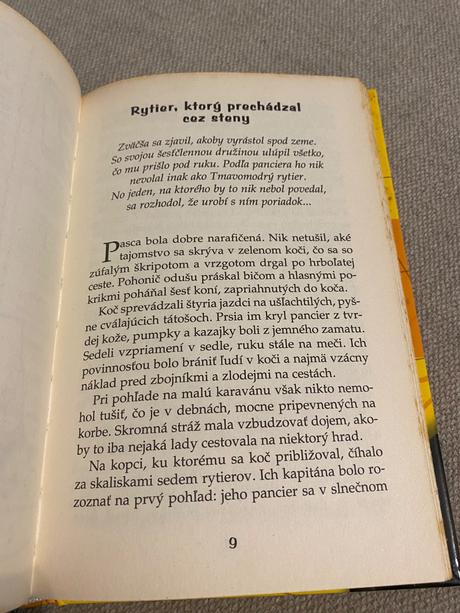 Rytier, ktorý prechádzal
cez steny
Zväčša sa zjavil, akoby vyrástol spod zeme.
So svojou šesťčlennou družinou ulúpil všetko,
čo mu prišlo pod ruku. Podľa panciera ho nik
nevolal inak ako Tmavomodrý rytier.
No jeden, na ktorého by to nik nebol povedal,
sa rozhodol, že urobí s ním poriadok...
Pasca bola dobre narafičená. Nik netušil, aké
tajomstvo sa skrýva v zelenom koči, čo sa so
zúfalým škripotom a vrzgotom drgal po hrboľatej
ceste. Pohonič odušu práskal bičom a hlasnými po-
krikmi poháňal šesť koní, zapriahnutých do koča.
Koč sprevádzali štyria jazdci na ušľachtilých, pyš-
ne cválajúcich tátošoch. Prsia im kryl pancier z tvr-
dej kože, pumpky a kazajky boli z jemného zamatu.
Sedeli vzpriamení v sedle, ruku stále na meči. Ich
povinnosťou bolo brániť ľudí v koči a najmä vzácny
náklad pred zbojníkmi a zlodejmi na cestách.
Pri pohľade na malú karavánu však nikto nemo-
hol tušiť, čo je v debnách, mocne pripevnených na
korbe. Skromná stráž mala vzbudzovať dojem, ako-
by to iba nejaká lady cestovala na niektorý hrad.
Na kopci, ku ktorému sa koč približoval, číhalo
za skaliskami sedem rytierov. Ich kapitána bolo ro-
zoznať na prvý pohľad: jeho pancier sa v slnečnom
9